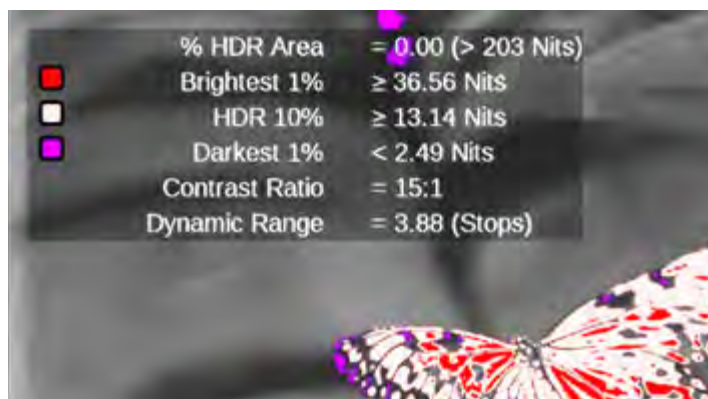 % HDR Area = 0.00 (> 203 Nits)
Brightest 1% ≥ 36.56 Nits
HDR 10% ≥ 13.14 Nits
Darkest 1% < 2.49 Nits
Contrast Ratio = 15:1
Dynamic Range = 3.88 (Stops)